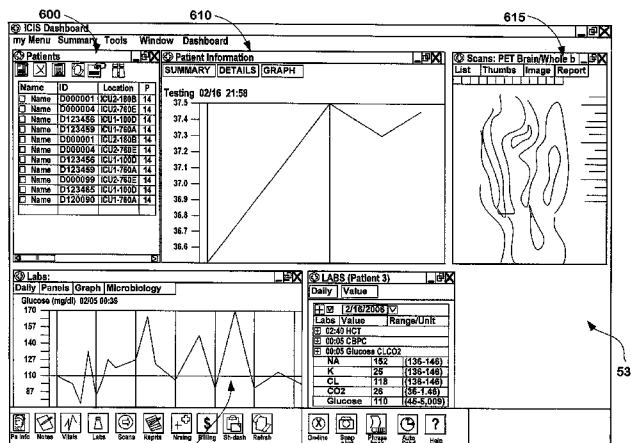 600
610
615
ICIS Dashboard
my Menu Summary Tools Window Dashboard
Patients
Name ID Location P
Name D000001 ICU2-160B 14
Name D000004 ICU2-760E 14
Name D123456 ICU1-100D 14
Name D123459 ICU1-760A 14
Name D000001 ICU2-160B 14
Name D000004 ICU2-760E 14
Name D123456 ICU1-100D 14
Name D123459 ICU1-760A 14
Name D000099 ICU2-760E 14
Name D123465 ICU1-100D 14
Name D120090 ICU1-760A 14
Patient Information
SUMMARY DETAILS GRAPH
Testing 02/16 21:58
37.5
37.4
37.3
37.2
37.1
37.0
36.9
36.8
36.7
36.6
Scans: PET Brain/Whole b
List Thumbs Image Report
Labs:
Daily Panels Graph Microbiology
Glucose (mg/dl) 02/05 00:35
170
157
140
127
110
87
LABS (Patient 3)
Daily Value
2/16/2006
Labs Value Range/Unit
02:40 HCT
00:05 CBPC
00:05 Glucose CLCO2
NA 152 (136-146)
K 25 (136-146)
CL 118 (136-146)
CO2 26 (36-1.46)
Glucose 110 (45-5,009)
53
Pa Info Notes Vitals Labs Scans Reprts Nrsing Billing Sh-dash Refrsh
On-line Soap Phrase Auto Help